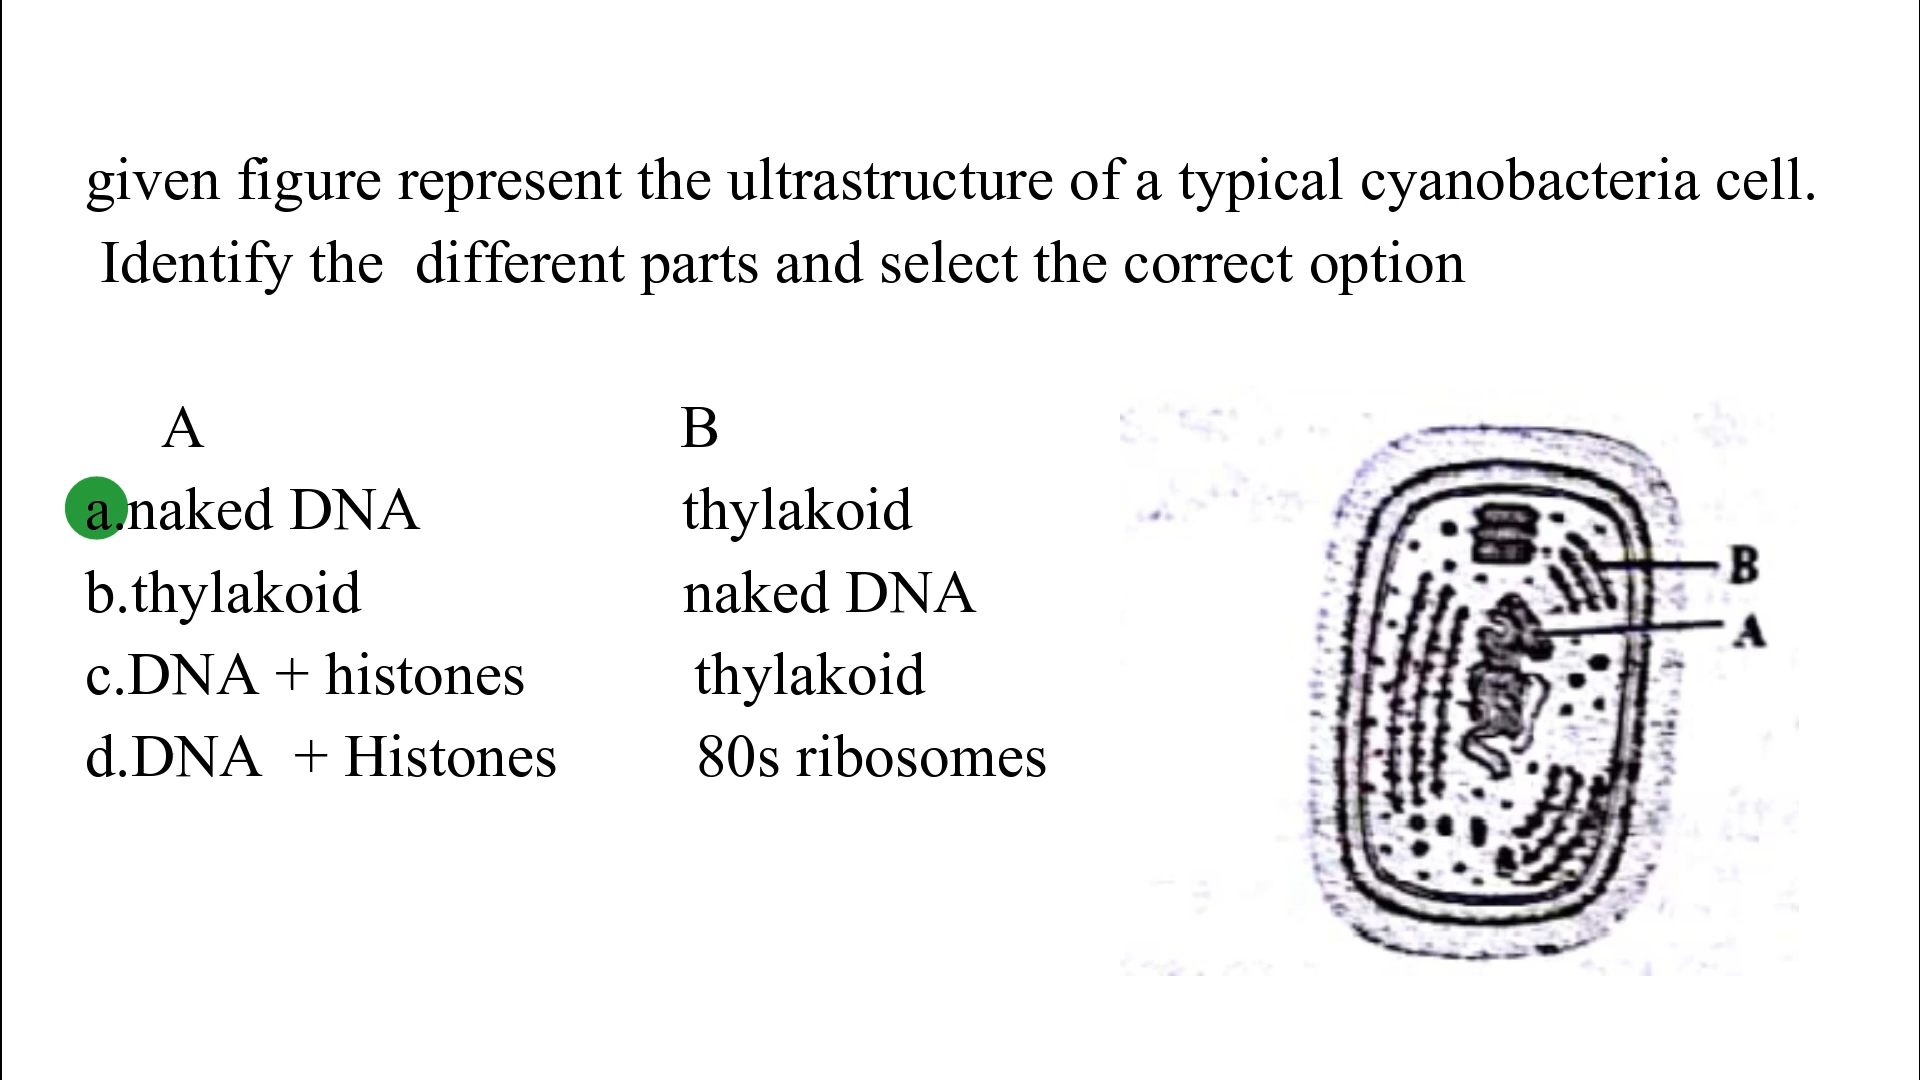 given figure represent the ultrastructure of a typical cyanobacteria cell.
Identify the different parts and select the correct option
A B
a.naked DNA thylakoid
b.thylakoid naked DNA
c.DNA + histones thylakoid
d.DNA + Histones 80s ribosomes
B
A